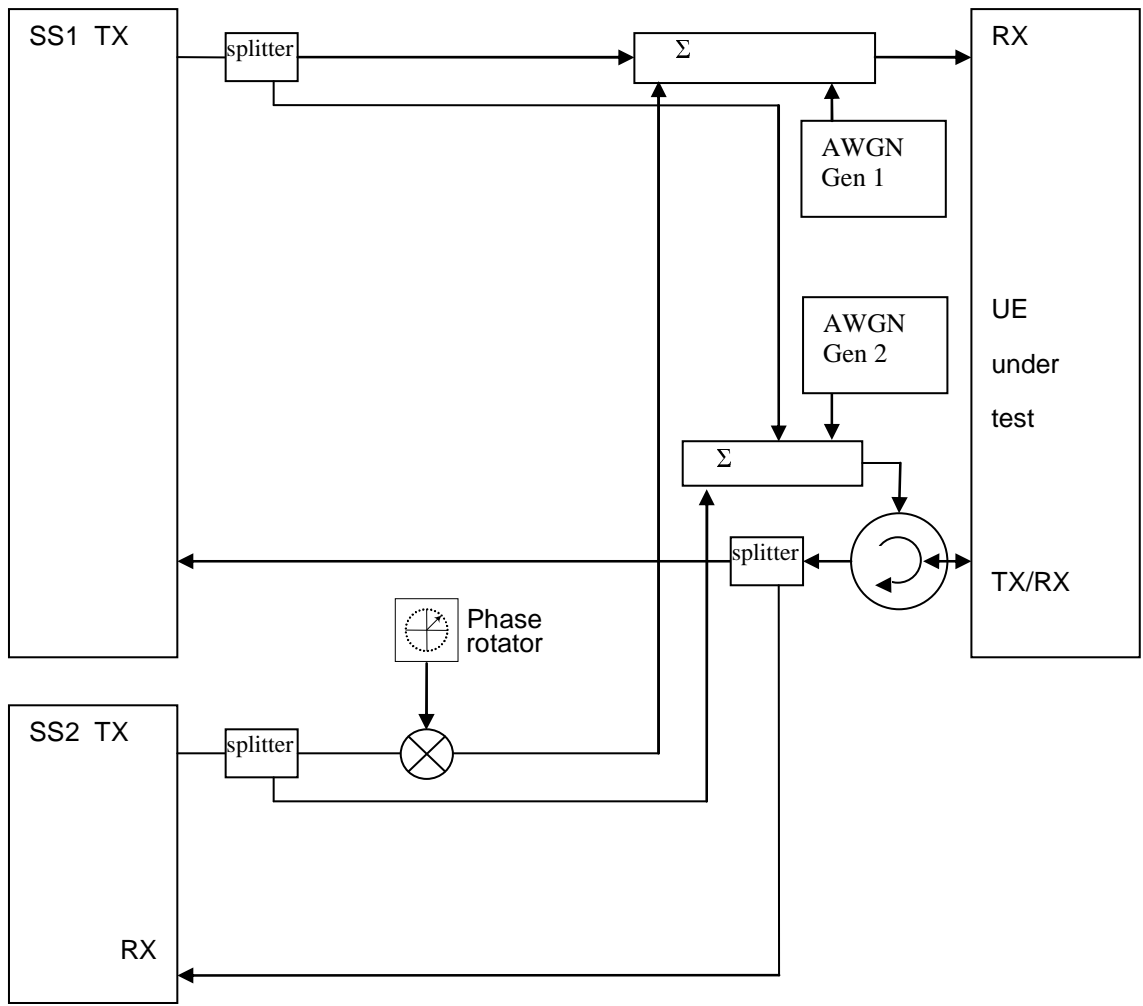 SS1 TX
splitter
Σ
RX
AWGN
Gen 1
AWGN
Gen 2
UE
under
test
Σ
splitter
TX/RX
Phase
rotator
SS2 TX
splitter
RX